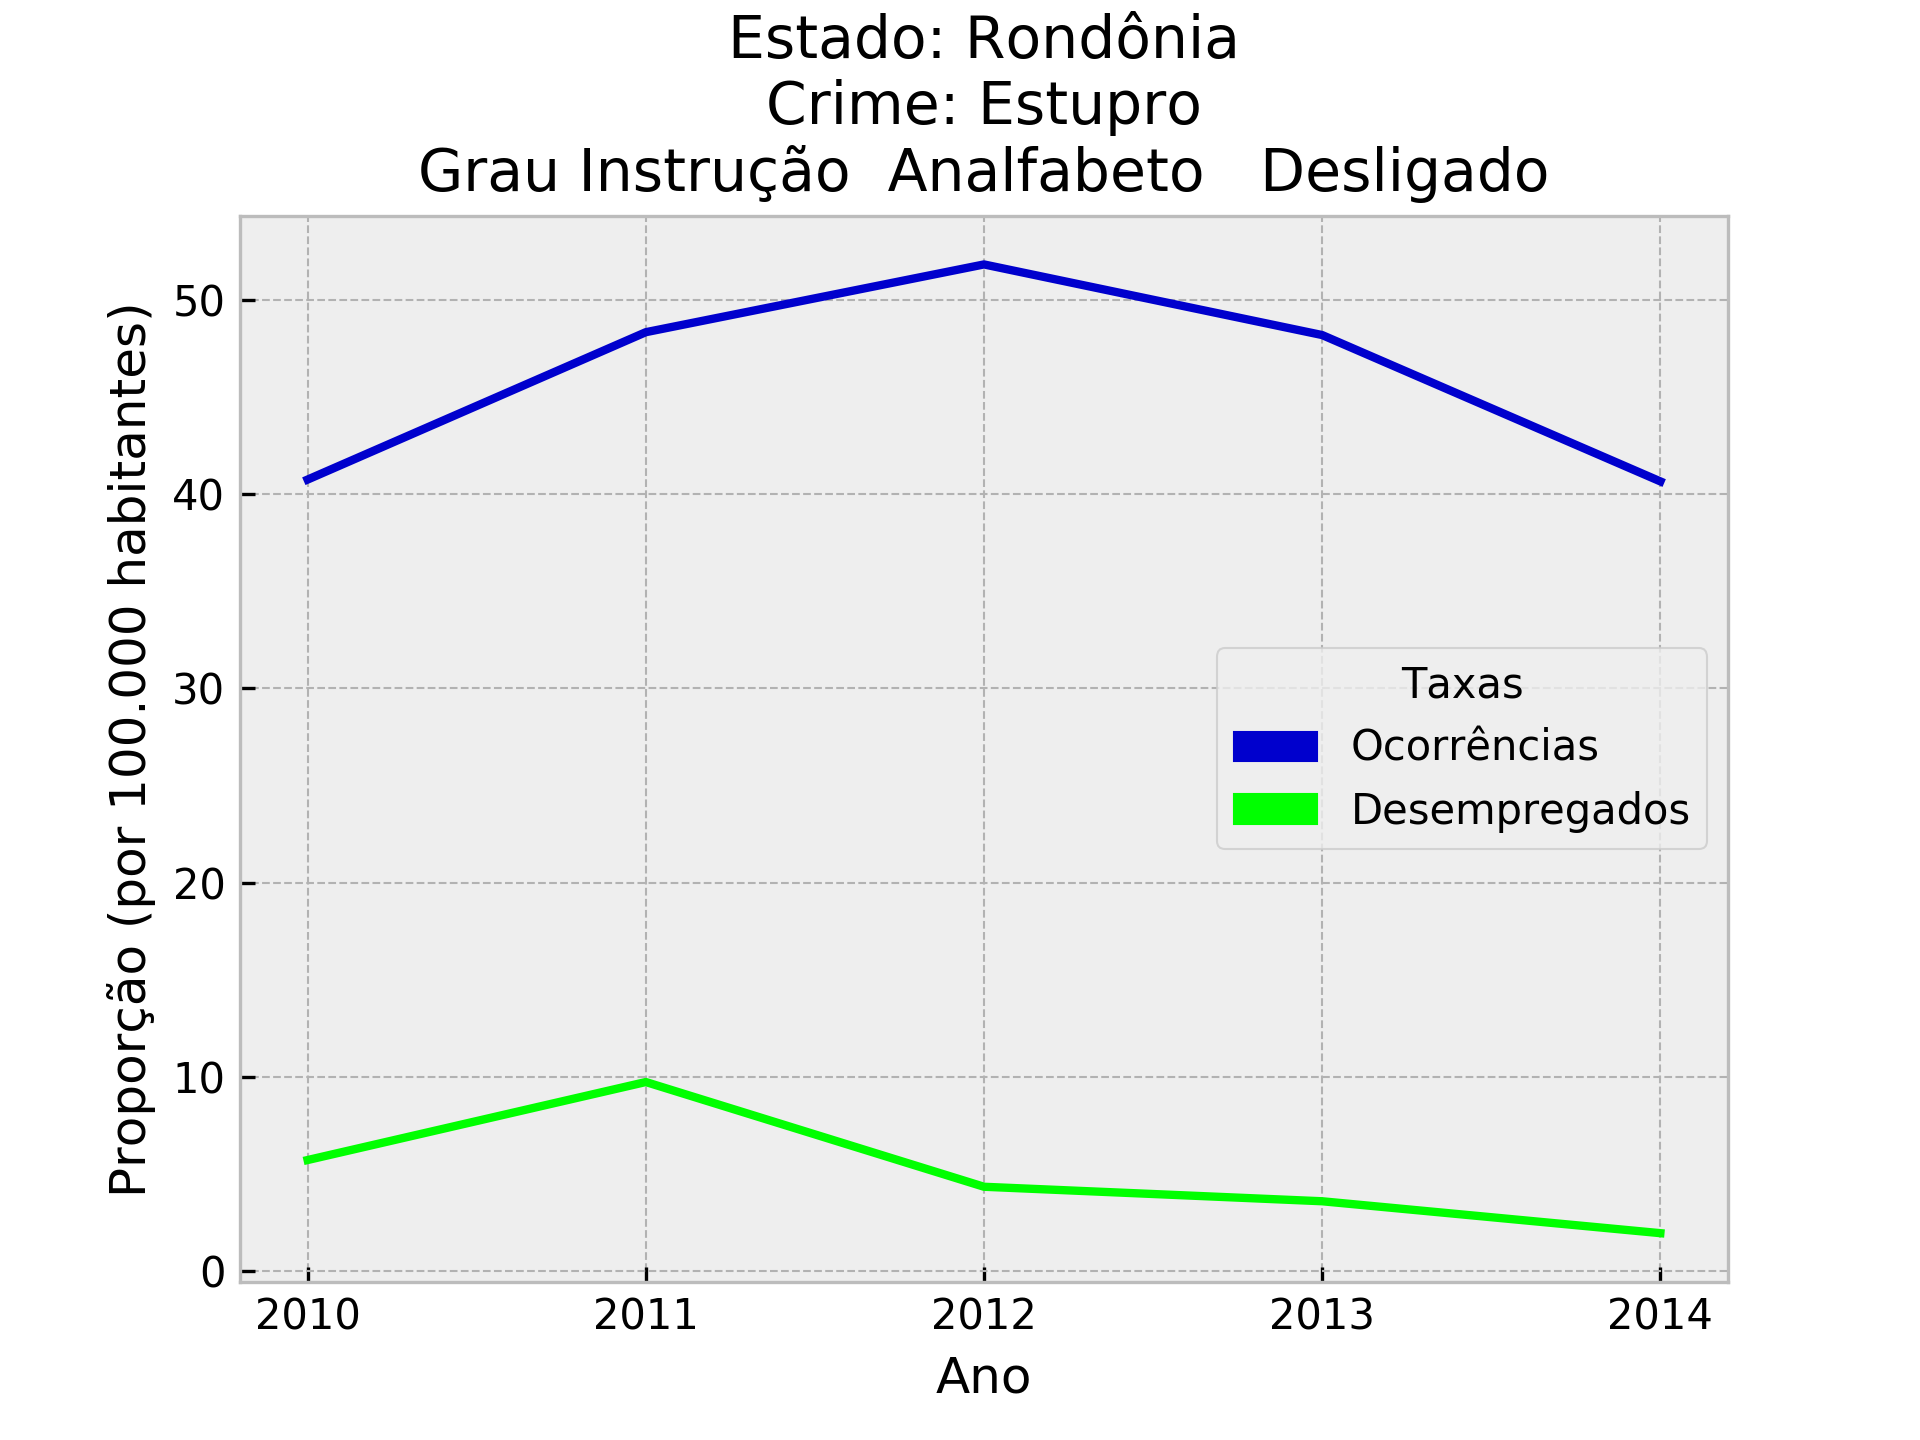 Estado: Rondônia
Crime: Estupro
Grau Instrução  Analfabeto   Desligado
Proporção (por 100.000 habitantes)
50
40
30
20
10
0
Taxas
Ocorrências
Desempregados
2010 2011 2012 2013 2014
Ano